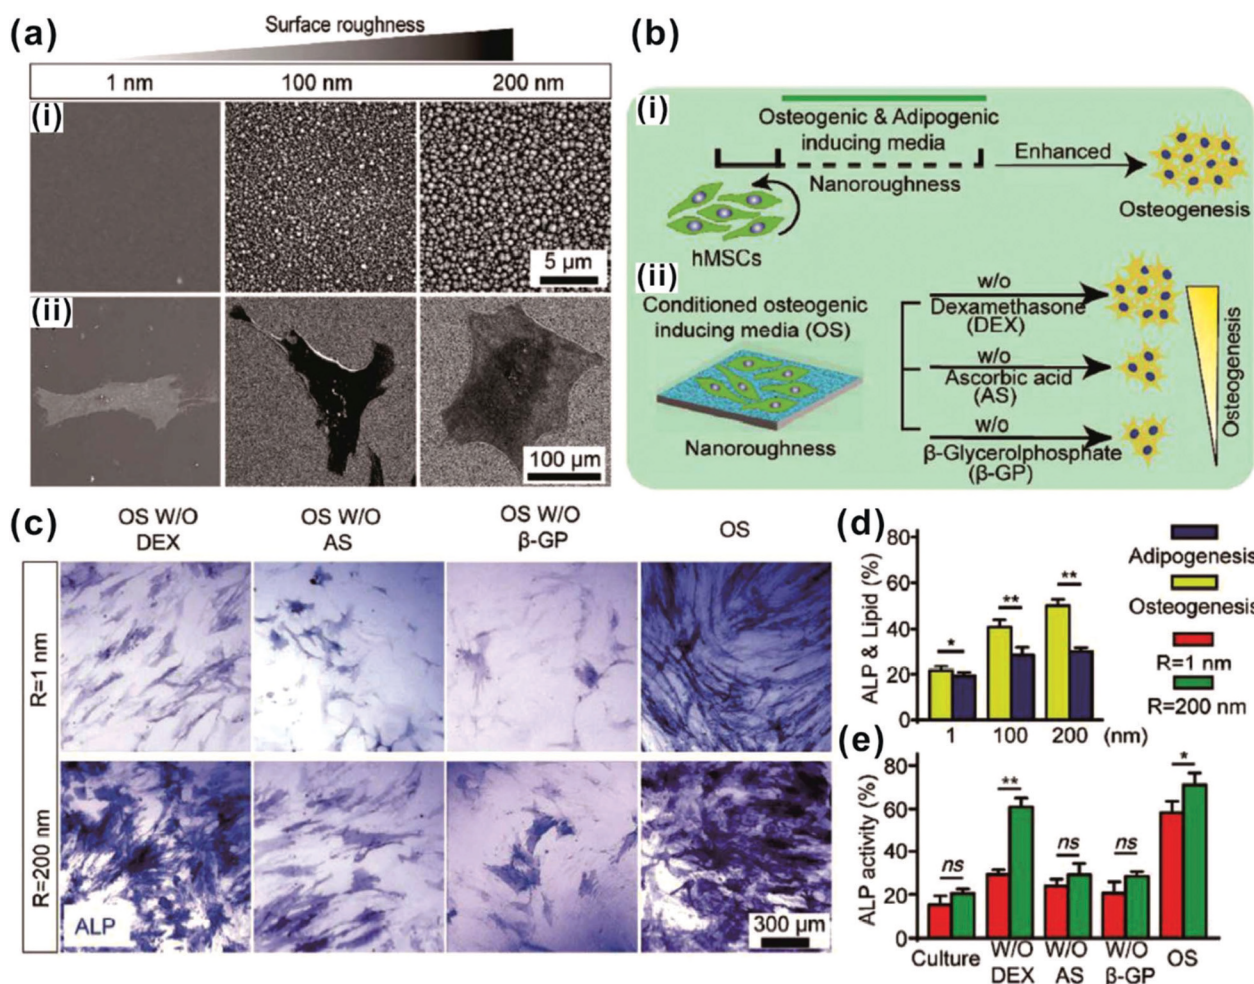 (a)
Surface roughness
1 nm 100 nm 200 nm
(i)
5 µm
(ii)
100 µm
(b)
(i)
Osteogenic & Adipogenic
inducing media
Nanoroughness
Enhanced
Osteogenesis
hMSCs
(ii)
Conditioned osteogenic
inducing media (OS)
Nanoroughness
w/o
Dexamethasone
(DEX)
w/o
Ascorbic acid
(AS)
w/o
β-Glycerolphosphate
(β-GP)
Osteogenesis
(c)
OS W/O
DEX
OS W/O
AS
OS W/O
β-GP
OS
R=1 nm
R=200 nm
ALP
300 µm
(d)
ALP & Lipid (%)
80
60
40
20
0
*
**
**
1 100 200 (nm)
Adipogenesis
Osteogenesis
R=1 nm
R=200 nm
(e)
ALP activity (%)
80
60
40
20
0
ns
**
ns
ns
*
Culture
W/O
DEX
W/O
AS
W/O
β-GP
OS